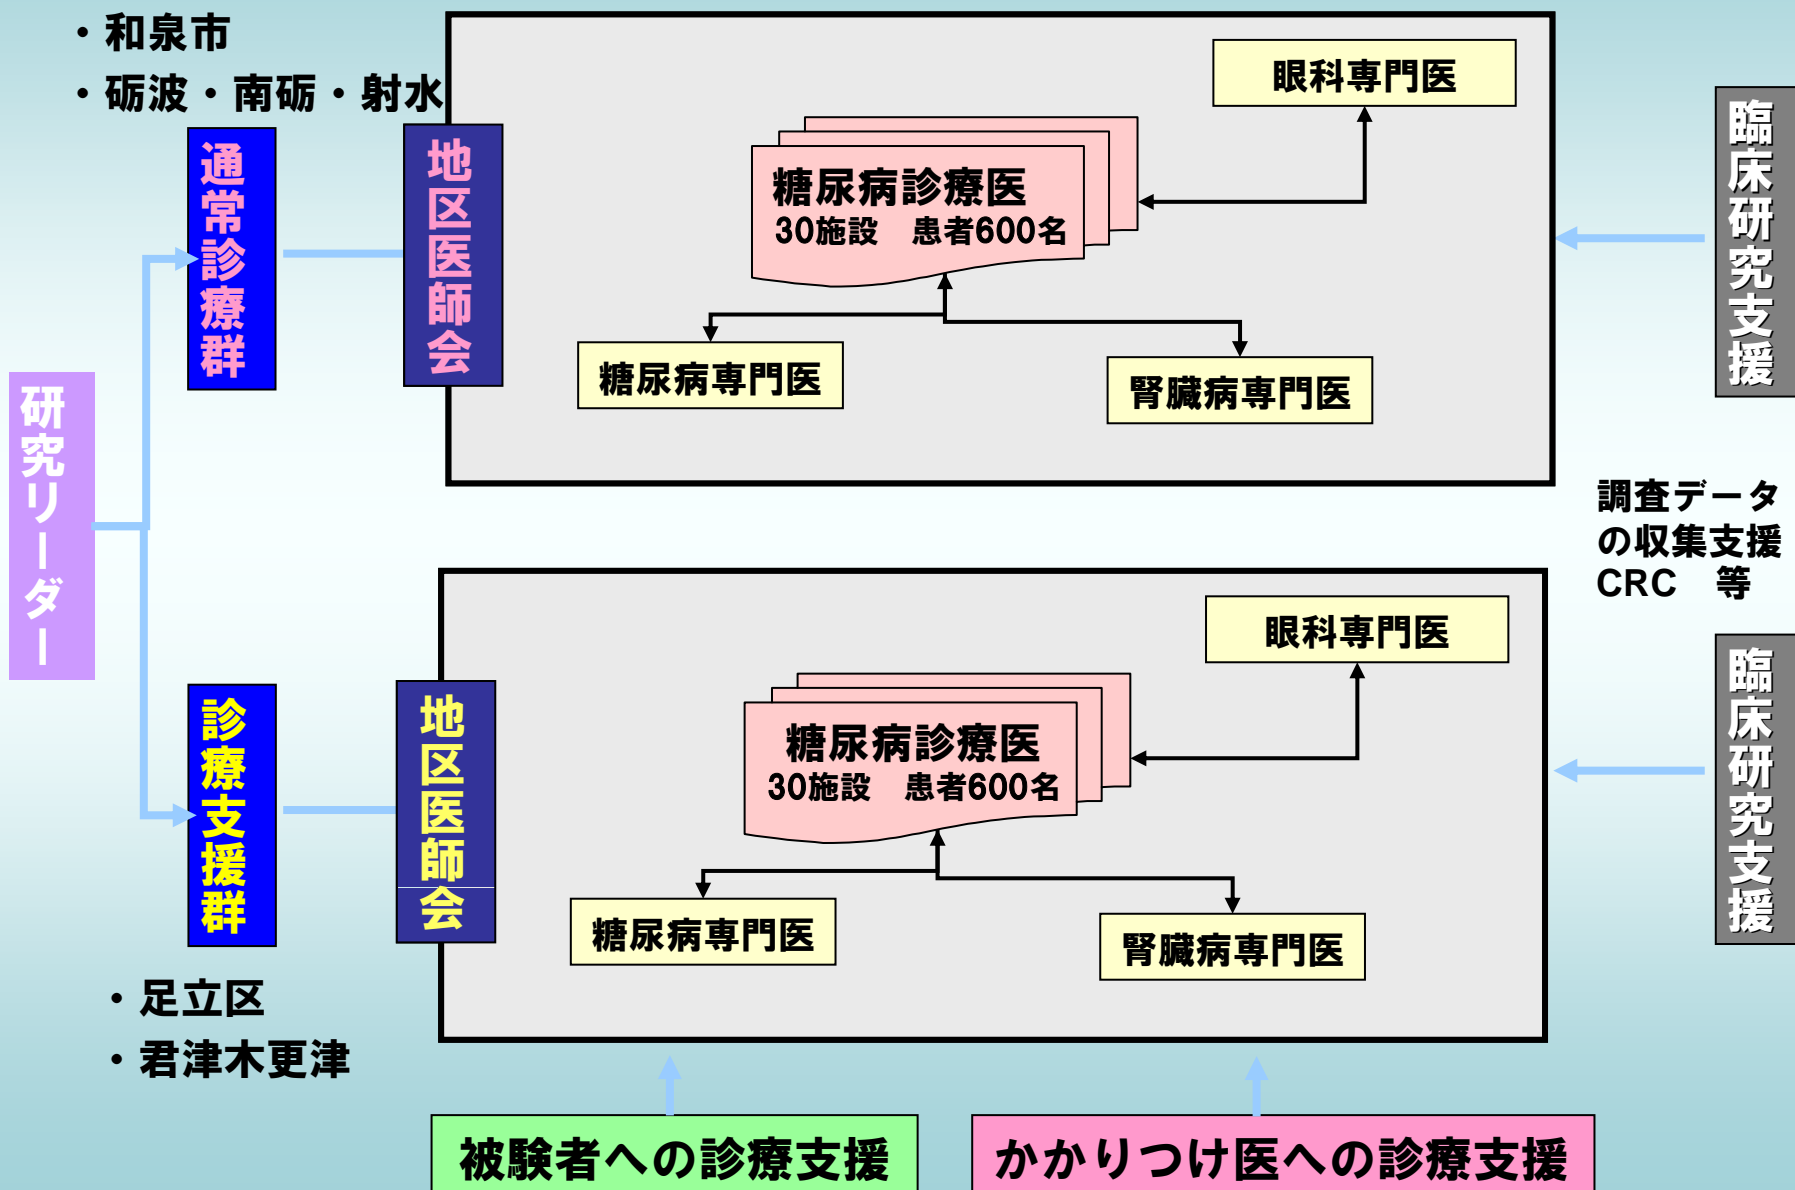 ・和泉市
・砺波・南砺・射水
通常診療群
地区医師会
眼科専門医
糖尿病診療医
30施設　患者600名
糖尿病専門医
腎臓病専門医
臨床研究支援
研究リーダー
調査データ
の収集支援
CRC　等
診療支援群
地区医師会
眼科専門医
糖尿病診療医
30施設　患者600名
糖尿病専門医
腎臓病専門医
臨床研究支援
・足立区
・君津木更津
被験者への診療支援
かかりつけ医への診療支援